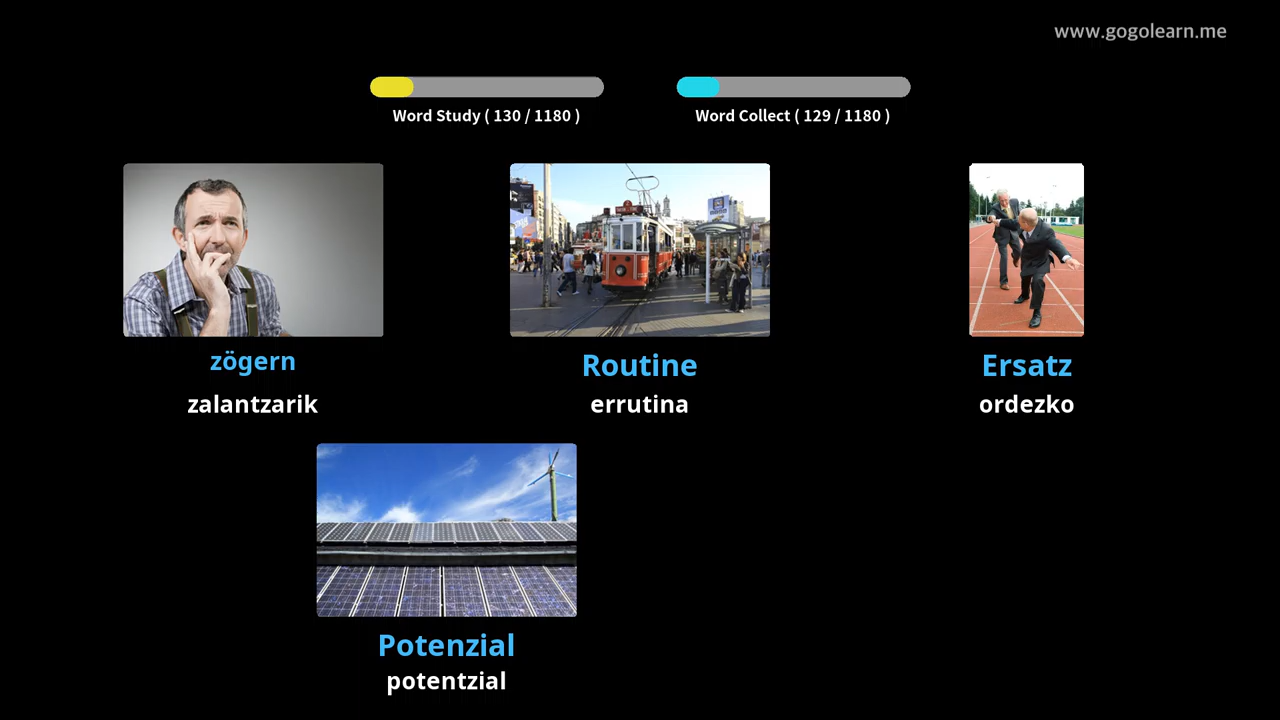 www.gogolearn.me
Word Study ( 130 / 1180 )
Word Collect ( 129 / 1180 )
zögern
Routine
Ersatz
zalantzarik
errutina
ordezko
Potenzial
potentzial